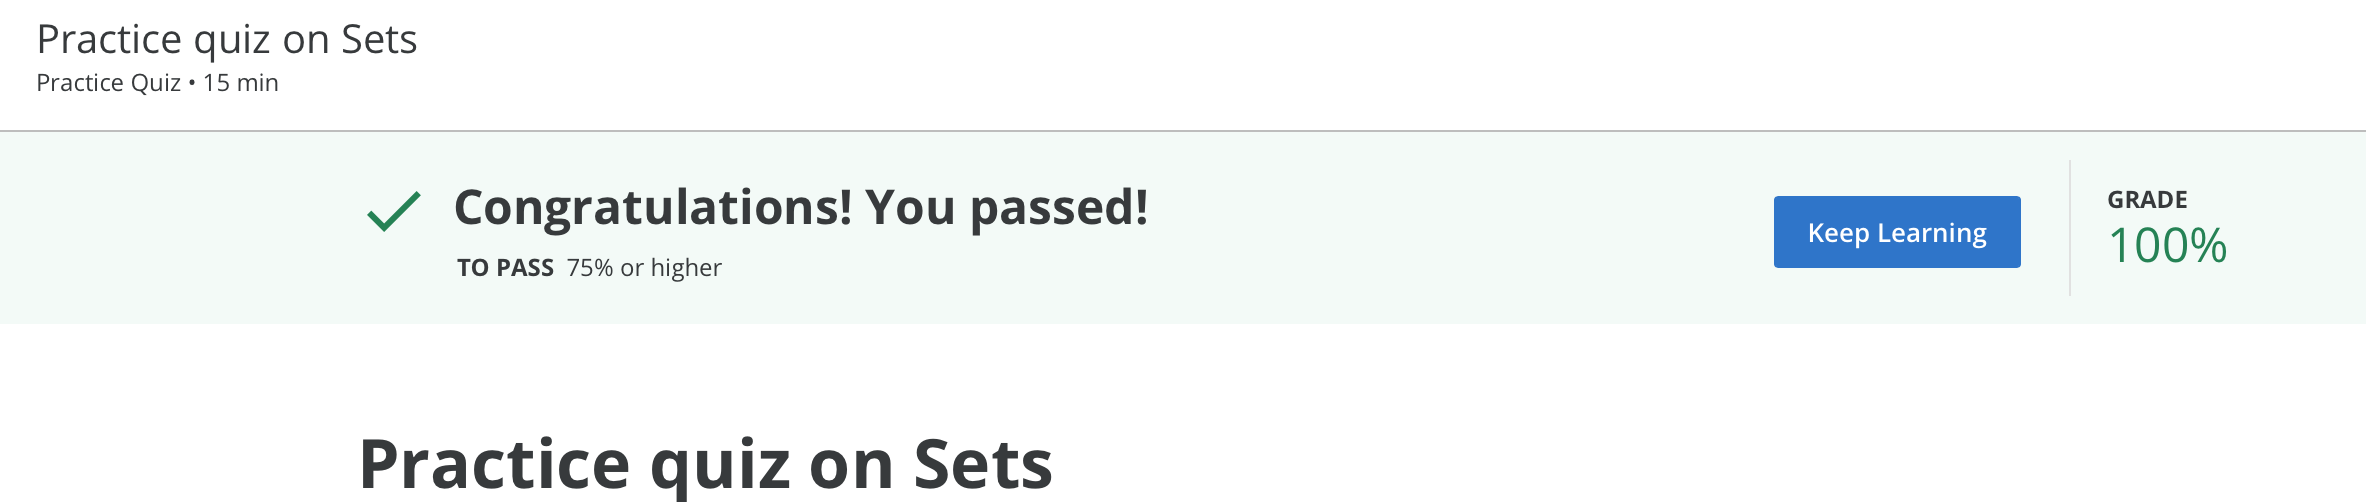 Practice quiz on Sets
Practice Quiz • 15 min
Congratulations! You passed!
TO PASS 75% or higher
Keep Learning
GRADE
100%
Practice quiz on Sets